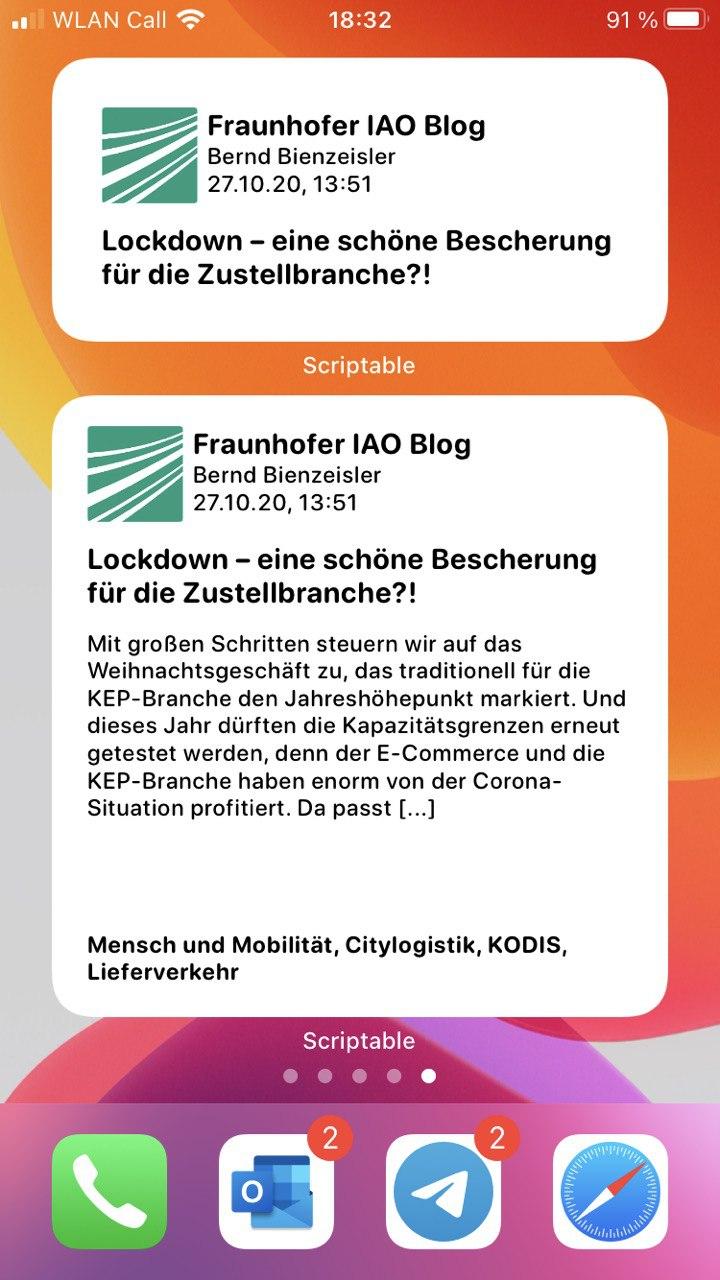 WLAN Call 18:32 91 %
Fraunhofer IAO Blog
Bernd Bienzeisler
27.10.20, 13:51
Lockdown – eine schöne Bescherung
für die Zustellbranche?!
Scriptable
Fraunhofer IAO Blog
Bernd Bienzeisler
27.10.20, 13:51
Lockdown – eine schöne Bescherung
für die Zustellbranche?!
Mit großen Schritten steuern wir auf das
Weihnachtsgeschäft zu, das traditionell für die
KEP-Branche den Jahreshöhepunkt markiert. Und
dieses Jahr dürften die Kapazitätsgrenzen erneut
getestet werden, denn der E-Commerce und die
KEP-Branche haben enorm von der Corona-
Situation profitiert. Da passt [...]
Mensch und Mobilität, Citylogistik, KODIS,
Lieferverkehr
Scriptable
2 2
O